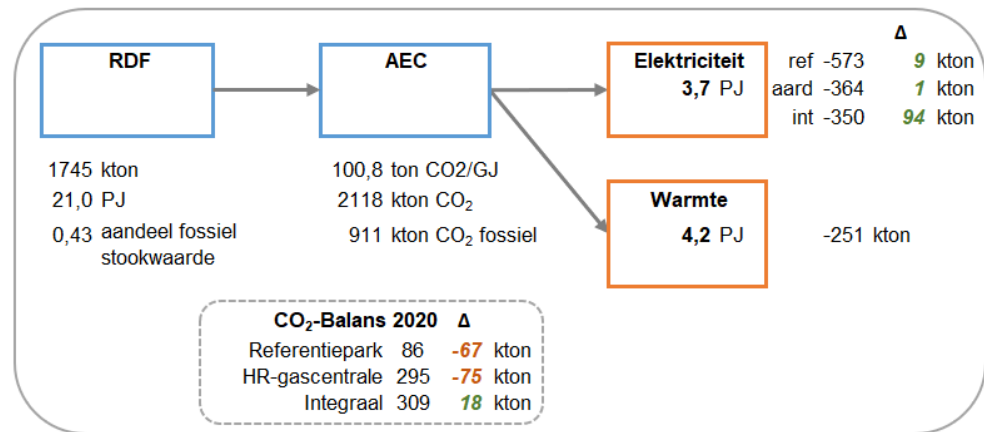 RDF
AEC
Elektriciteit
3,7 PJ
Δ
ref -573 9 kton
aard -364 1 kton
int -350 94 kton
1745 kton
21,0 PJ
0,43 aandeel fossiel
stookwaarde
100,8 ton CO2/GJ
2118 kton CO₂
911 kton CO₂ fossiel
Warmte
4,2 PJ
-251 kton
CO₂-Balans 2020 Δ
Referentiepark 86 -67 kton
HR-gascentrale 295 -75 kton
Integraal 309 18 kton